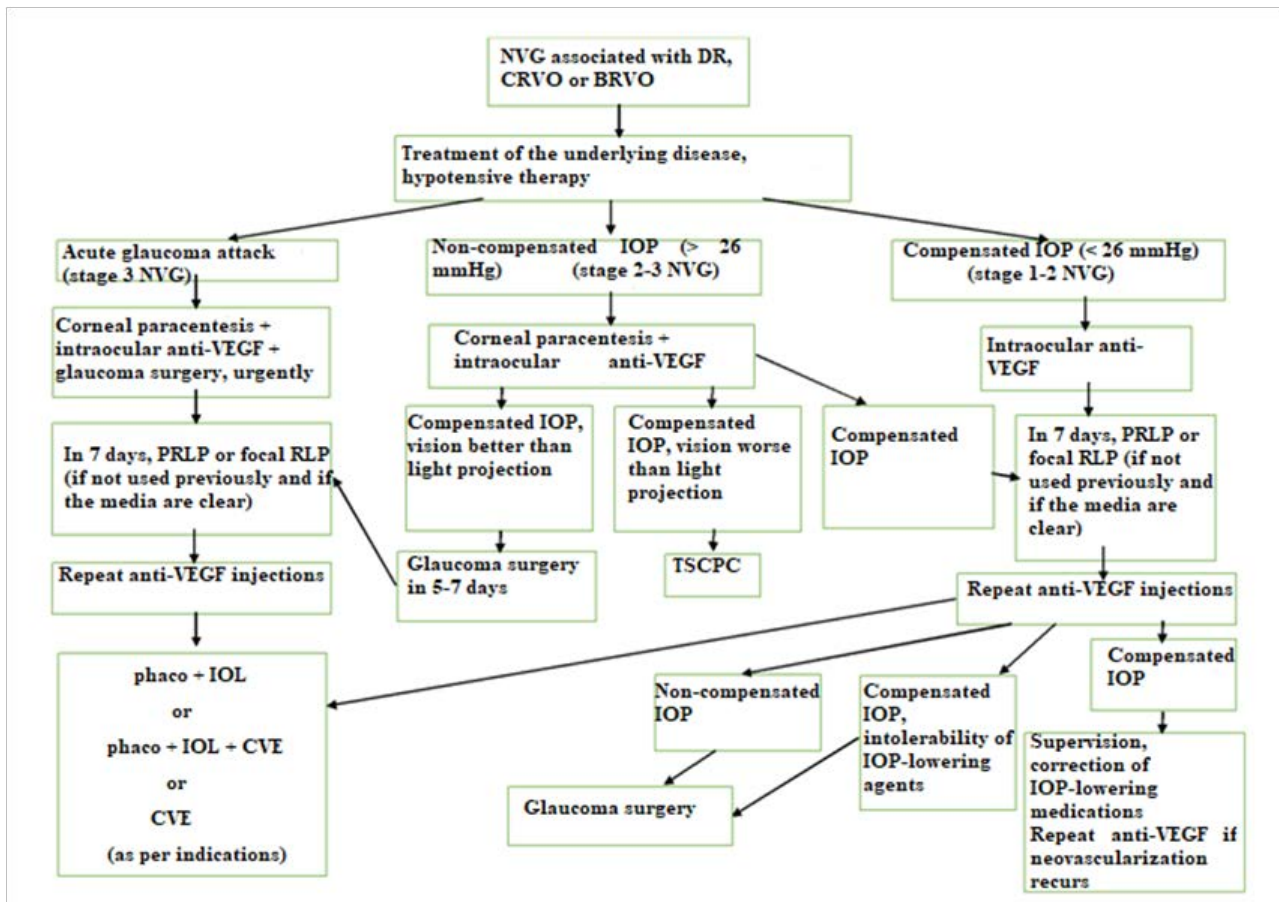 NVG associated with DR,
CRVO or BRVO
Treatment of the underlying disease,
hypotensive therapy
Acute glaucoma attack
(stage 3 NVG)
Non-compensated IOP (> 26
mmHg) (stage 2-3 NVG)
Compensated IOP (< 26 mmHg)
(stage 1-2 NVG)
Corneal paracentesis +
intraocular anti-VEGF +
glaucoma surgery, urgently
Corneal paracentesis +
intraocular anti-VEGF
Intraocular anti-
VEGF
In 7 days, PRLP or focal RLP
(if not used previously and if
the media are clear)
Compensated IOP,
vision better than
light projection
Compensated
IOP, vision worse
than light
projection
Compensated
IOP
In 7 days, PRLP or
focal RLP (if not
used previously and
if the media are
clear)
Repeat anti-VEGF injections
Glaucoma surgery
in 5-7 days
TSCPC
Repeat anti-VEGF injections
phaco + IOL
or
phaco + IOL + CVE
or
CVE
(as per indications)
Non-compensated
IOP
Compensated
IOP,
intolerability of
IOP-lowering
agents
Compensated
IOP
Glaucoma surgery
Supervision,
correction of
IOP-lowering
medications
Repeat anti-VEGF if
neovascularization
recurs